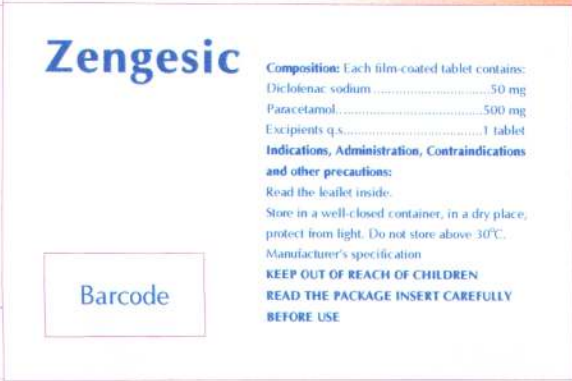 Zengesic
Composition: Each film-coated tablet contains:
Diclofenac sodium..............................50 mg
Paracetamol......................................500 mg
Excipients q.s....................................1 tablet
Indications, Administration, Contraindications
and other precautions:
Read the leaflet inside.
Store in a well-closed container, in a dry place,
protect from light. Do not store above 30°C.
Manufacturer's specification
KEEP OUT OF REACH OF CHILDREN
READ THE PACKAGE INSERT CAREFULLY
BEFORE USE
Barcode